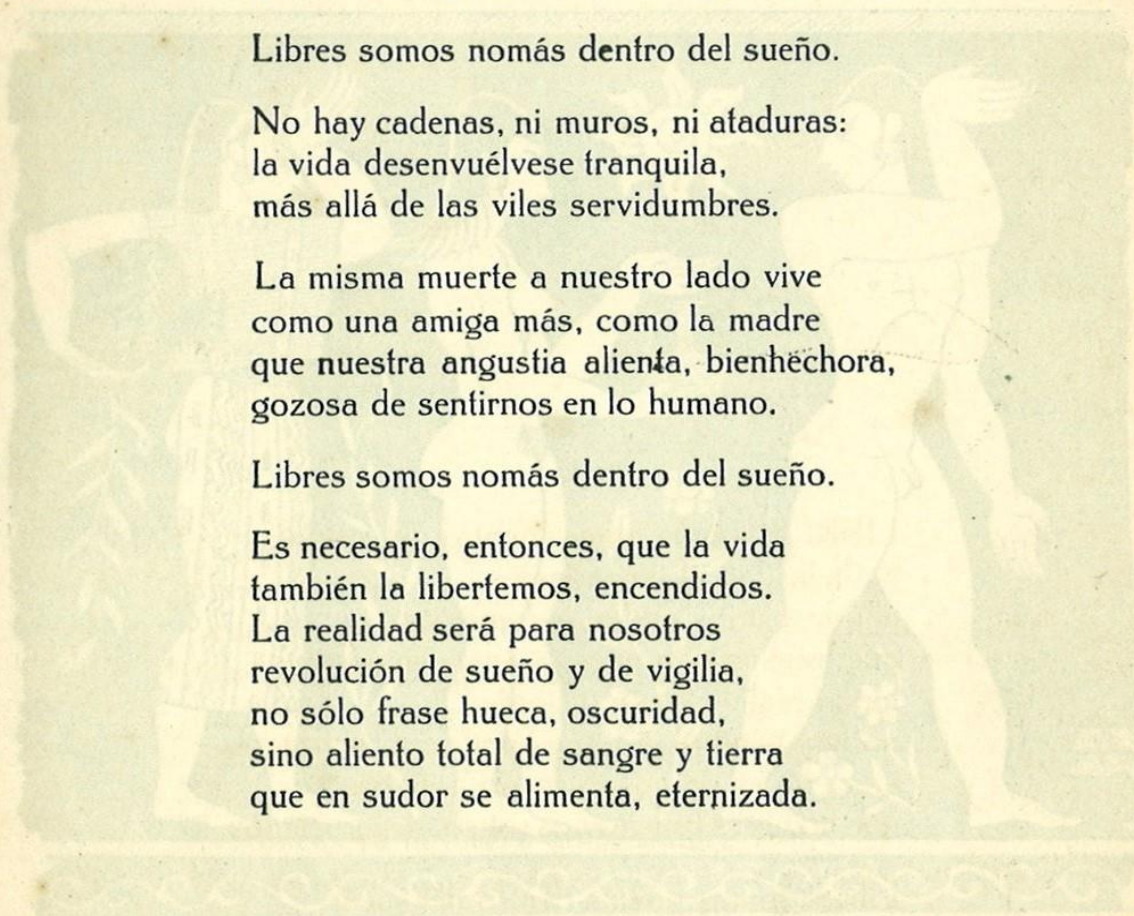 Libres somos nomás dentro del sueño.
No hay cadenas, ni muros, ni ataduras:
la vida desenvuélvese tranquila,
más allá de las viles servidumbres.
La misma muerte a nuestro lado vive
como una amiga más, como la madre
que nuestra angustia alienta, bienhechora,
gozosa de sentirnos en lo humano.
Libres somos nomás dentro del sueño.
Es necesario, entonces, que la vida
también la libertemos, encendidos.
La realidad será para nosotros
revolución de sueño y de vigilia,
no sólo frase hueca, oscuridad,
sino aliento total de sangre y tierra
que en sudor se alimenta, eternizada.